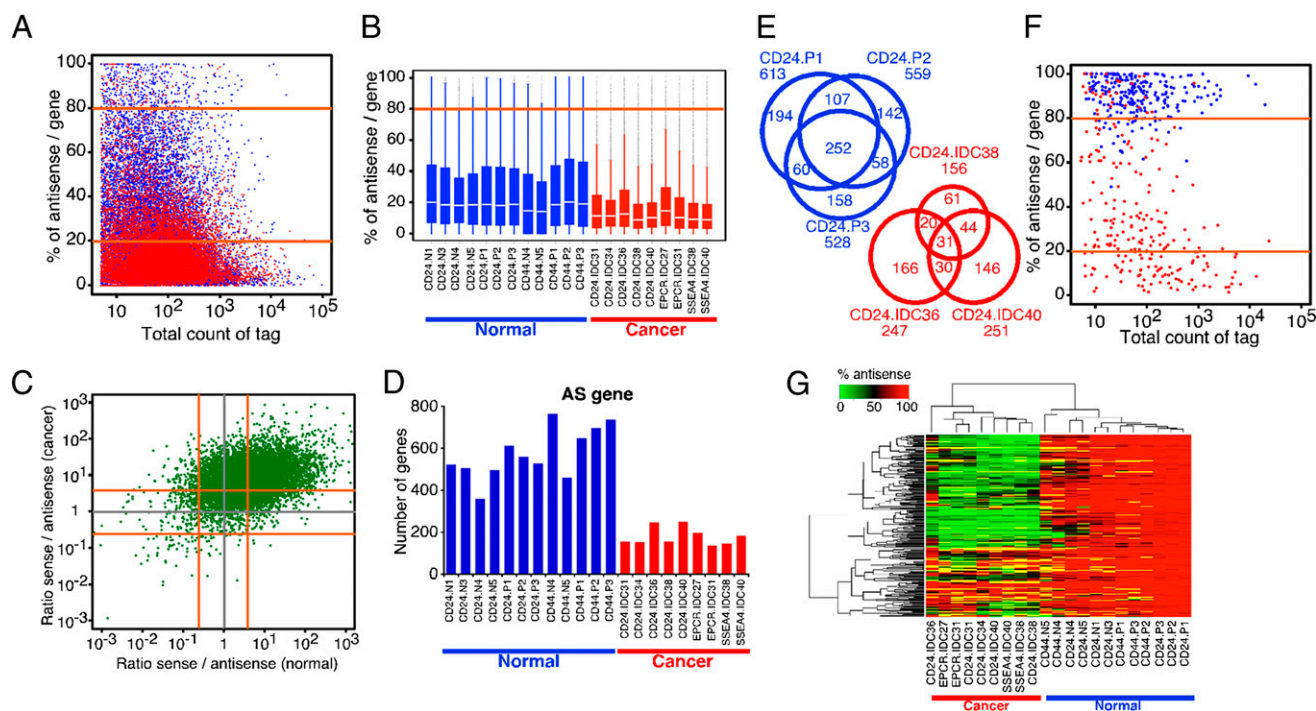 A
% of antisense / gene
100
80
60
40
20
0
10
10²
10³
10⁴
10⁵
Total count of tag
B
% of antisense / gene
100
80
60
40
20
0
CD24.N1
CD24.N3
CD24.N4
CD24.N5
CD24.P1
CD24.P2
CD24.P3
CD44.N4
CD44.N5
CD44.P1
CD44.P2
CD44.P3
CD24.IDC31
CD24.IDC34
CD24.IDC36
CD24.IDC38
CD24.IDC40
EPCR.IDC27
EPCR.IDC31
SSEA4.IDC38
SSEA4.IDC40
Normal
Cancer
C
Ratio sense / antisense (cancer)
10³
10²
10¹
1
10-¹
10-²
10-³
10-³
10-²
10-¹
1
10¹
10²
10³
Ratio sense / antisense (normal)
D
AS gene
Number of genes
800
600
400
200
0
CD24.N1
CD24.N3
CD24.N4
CD24.N5
CD24.P1
CD24.P2
CD24.P3
CD44.N4
CD44.N5
CD44.P1
CD44.P2
CD44.P3
CD24.IDC31
CD24.IDC34
CD24.IDC36
CD24.IDC38
CD24.IDC40
EPCR.IDC27
EPCR.IDC31
SSEA4.IDC38
SSEA4.IDC40
Normal
Cancer
E
CD24.P1
613
CD24.P2
559
107
194
142
252
60
58
158
CD24.P3
528
CD24.IDC38
156
61
20
44
31
166
30
146
CD24.IDC36
247
CD24.IDC40
251
F
% of antisense / gene
100
80
60
40
20
0
10
10²
10³
10⁴
10⁵
Total count of tag
G
% antisense
0
50
100
CD24.IDC36
EPCR.IDC27
EPCR.IDC31
CD24.IDC31
CD24.IDC34
CD24.IDC40
SSEA4.IDC40
SSEA4.IDC38
CD24.IDC38
CD44.N5
CD44.N4
CD24.N4
CD24.N5
CD24.N1
CD24.N3
CD44.P1
CD44.P3
CD44.P2
CD24.P3
CD24.P2
CD24.P1
Cancer
Normal